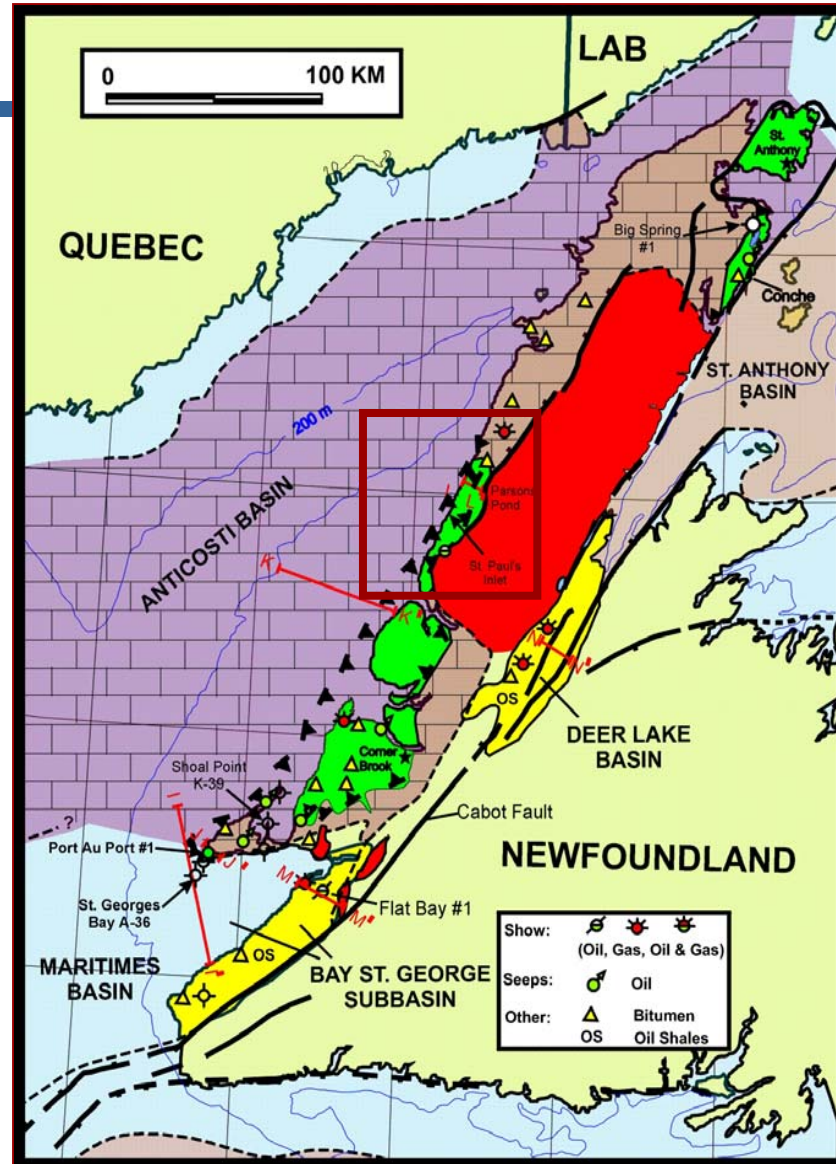 0 100 KM
LAB
St.
Anthony
QUEBEC
Big Spring
#1
Conche
ST. ANTHONY
BASIN
200 m
ANTICOSTI BASIN
L
L'
Parsons
Pond
St. Paul's
Inlet
K
K'
N
N'
OS
DEER LAKE
BASIN
Corner
Brook
Shoal Point
K-39
Cabot Fault
?
I
Port Au Port #1
J
J'
NEWFOUNDLAND
St. Georges
Bay A-36
M
M'
Flat Bay #1
OS
I'
MARITIMES
BASIN
BAY ST. GEORGE
SUBBASIN
Show:
(Oil, Gas, Oil & Gas)
Seeps: Oil
Other: Bitumen
OS Oil Shales